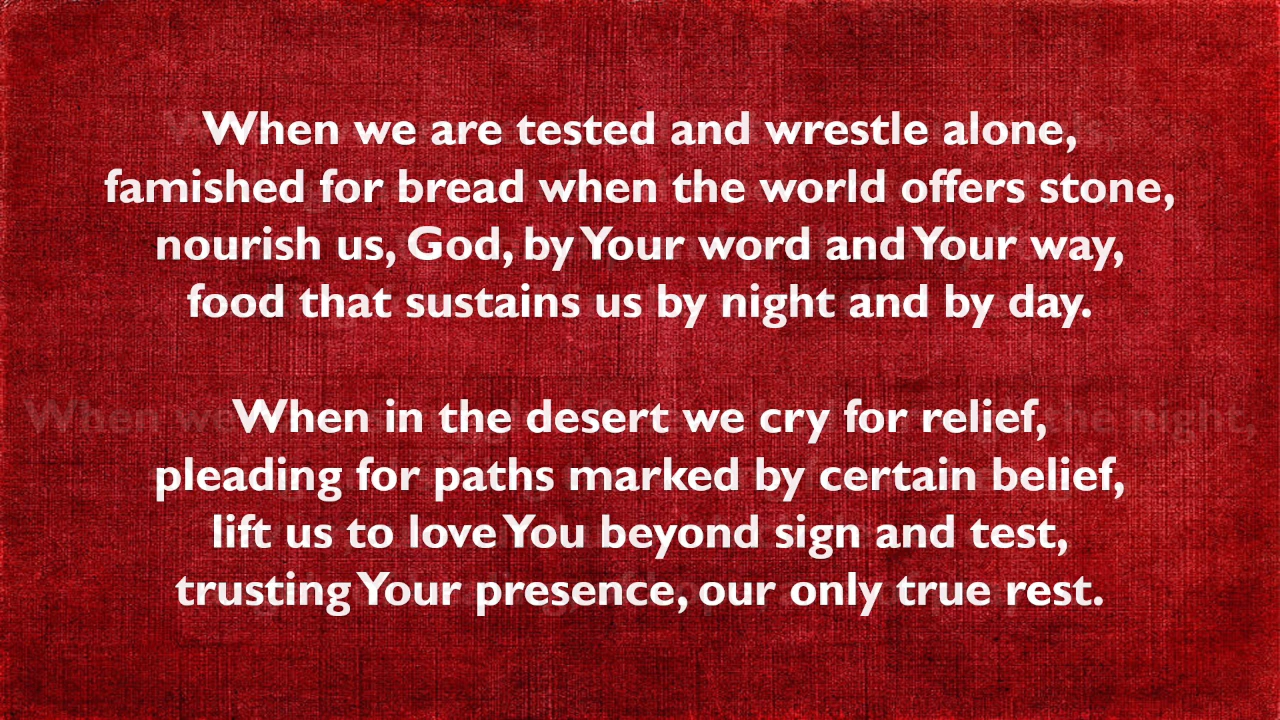 When we are tested and wrestle alone,
famished for bread when the world offers stone,
nourish us, God, by Your word and Your way,
food that sustains us by night and by day.
When in the desert we cry for relief,
pleading for paths marked by certain belief,
lift us to love You beyond sign and test,
trusting Your presence, our only true rest.